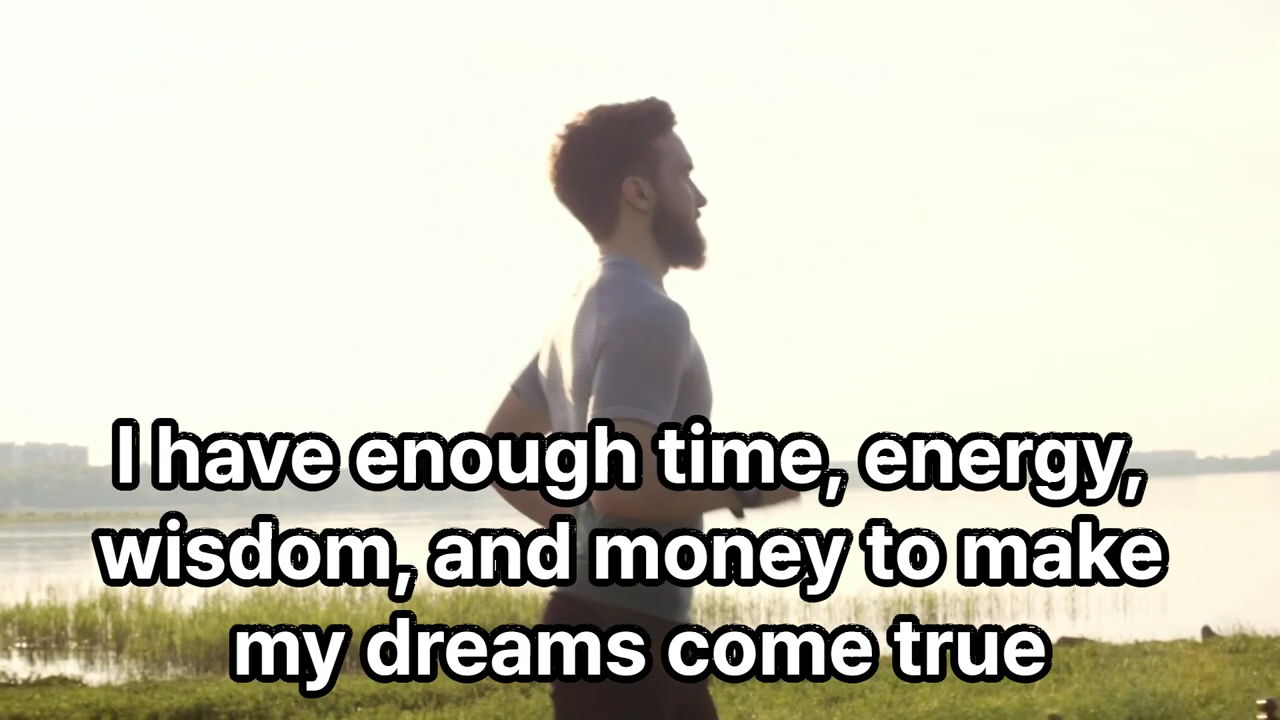 I have enough time, energy,
wisdom, and money to make
my dreams come true